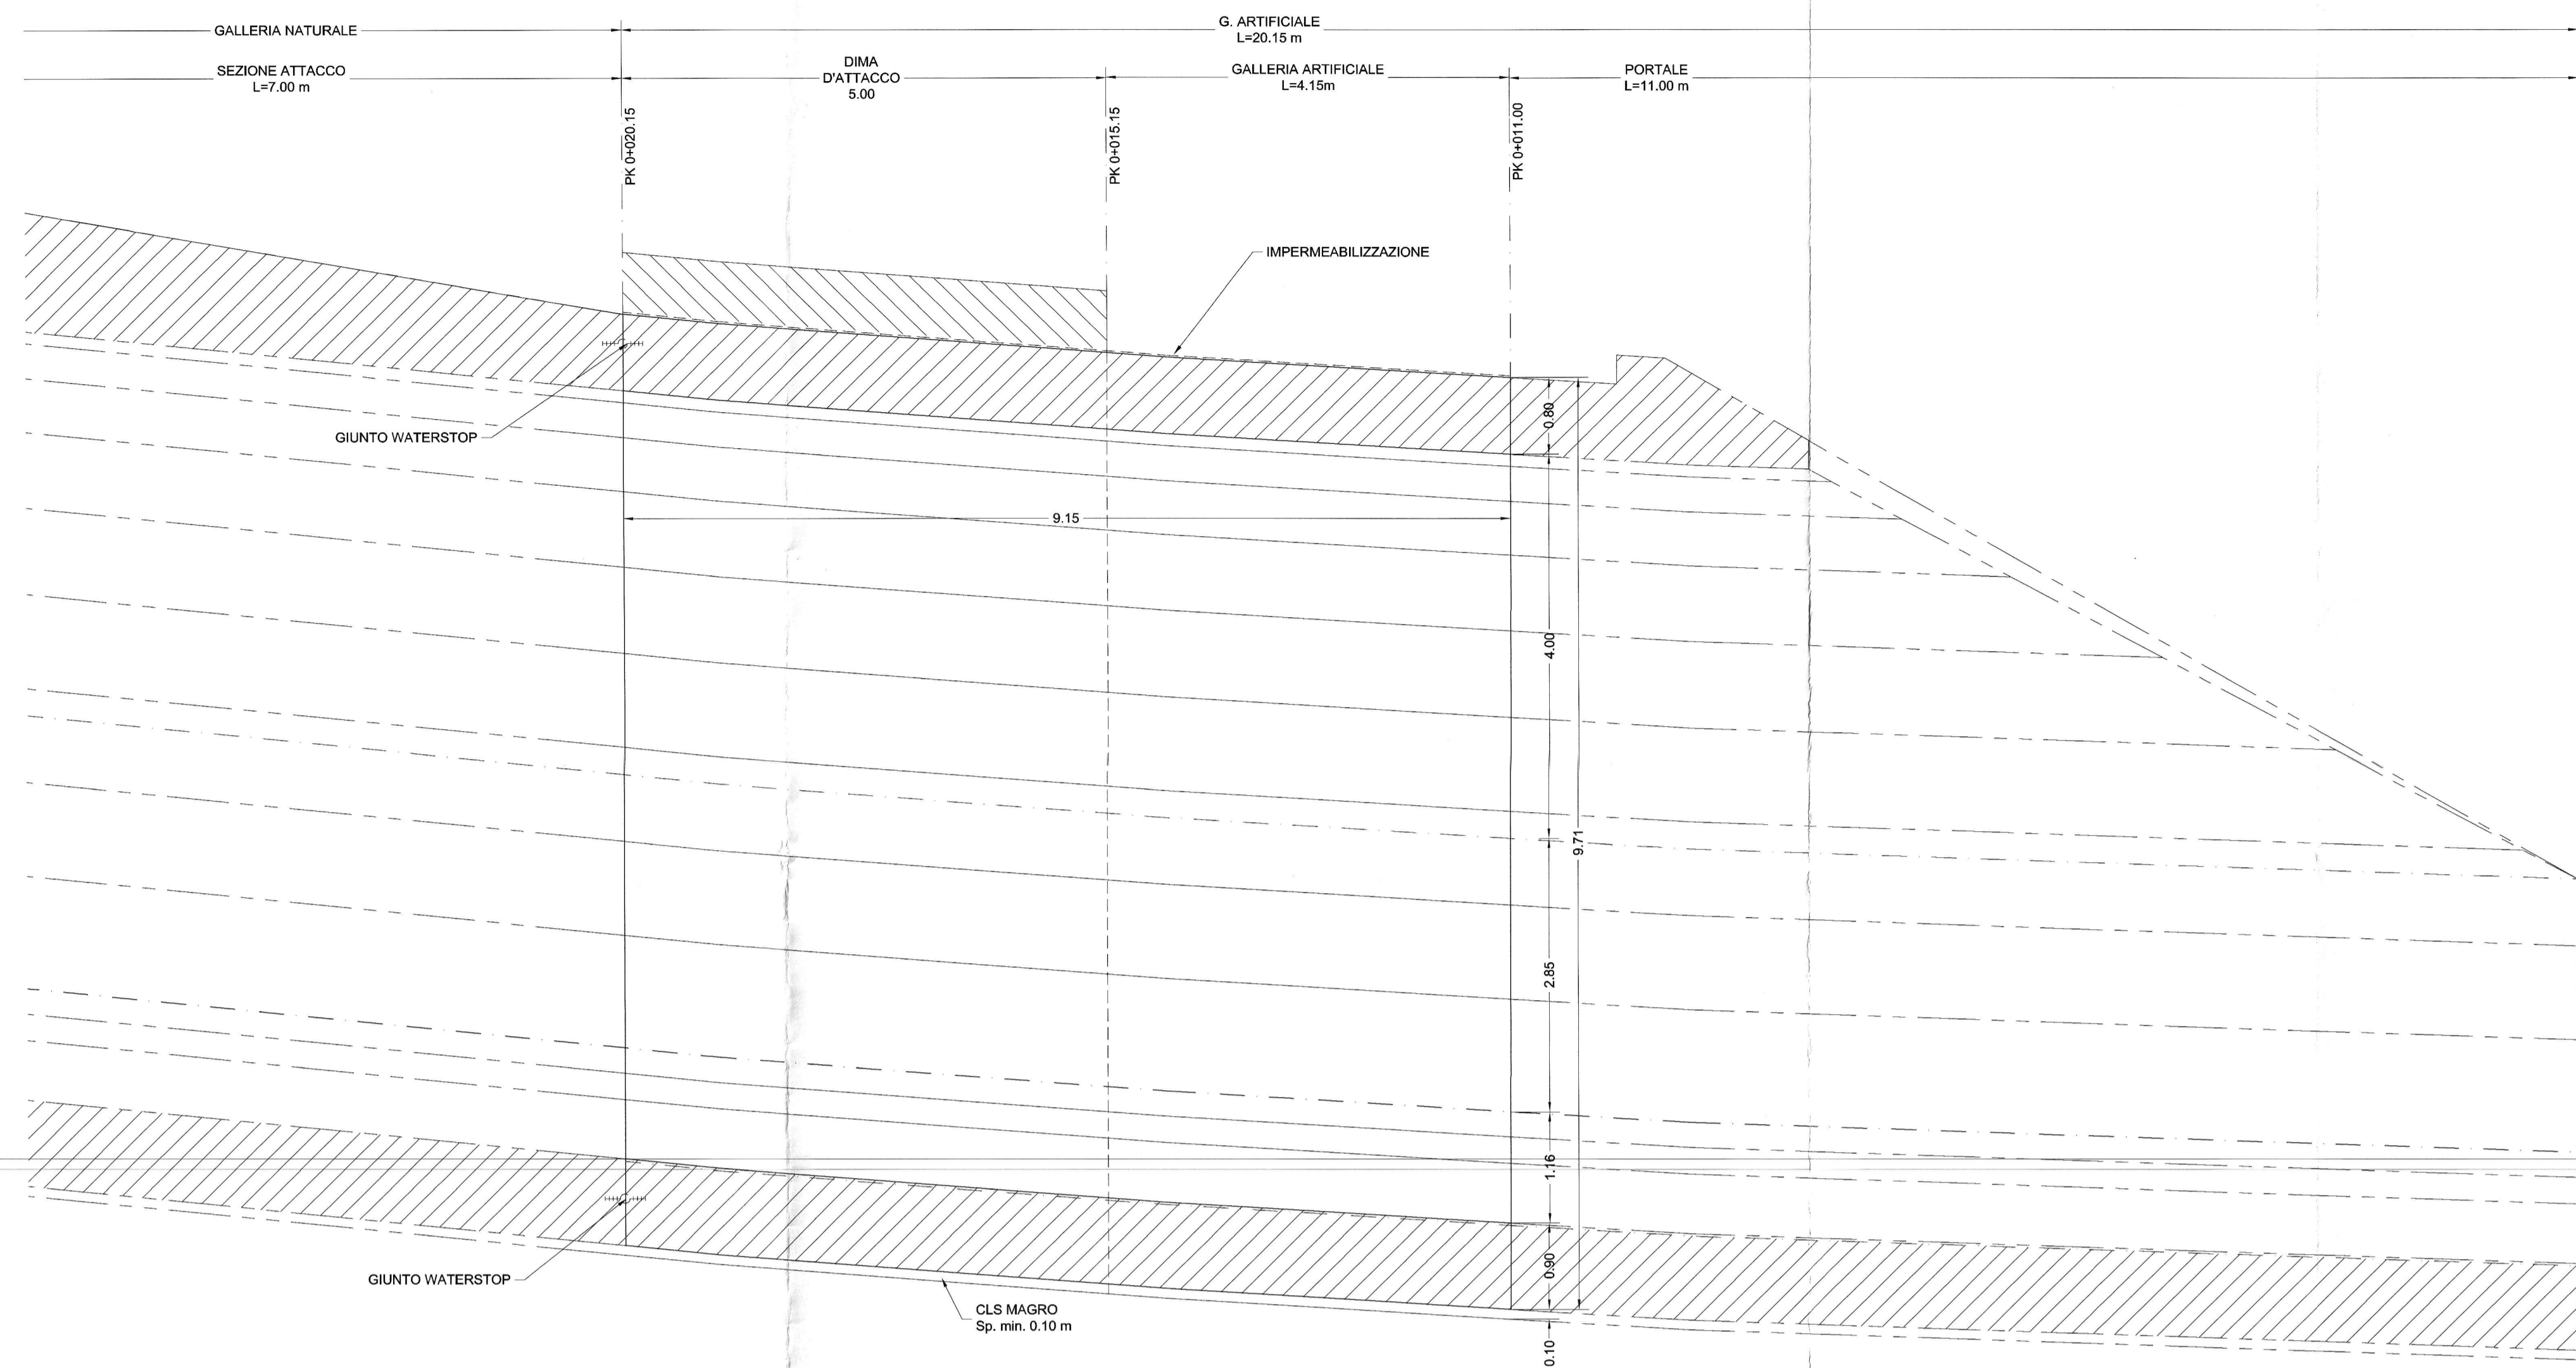 GALLERIA NATURALE
G. ARTIFICIALE
L=20.15 m
SEZIONE ATTACCO
L=7.00 m
DIMA
D'ATTACCO
5.00
GALLERIA ARTIFICIALE
L=4.15m
PORTALE
L=11.00 m
PK 0+020.15
PK 0+015.15
PK 0+011.00
IMPERMEABILIZZAZIONE
GIUNTO WATERSTOP
0.80
9.15
4.00
9.71
2.85
1.16
0.90
GIUNTO WATERSTOP
CLS MAGRO
Sp. min. 0.10 m
0.10